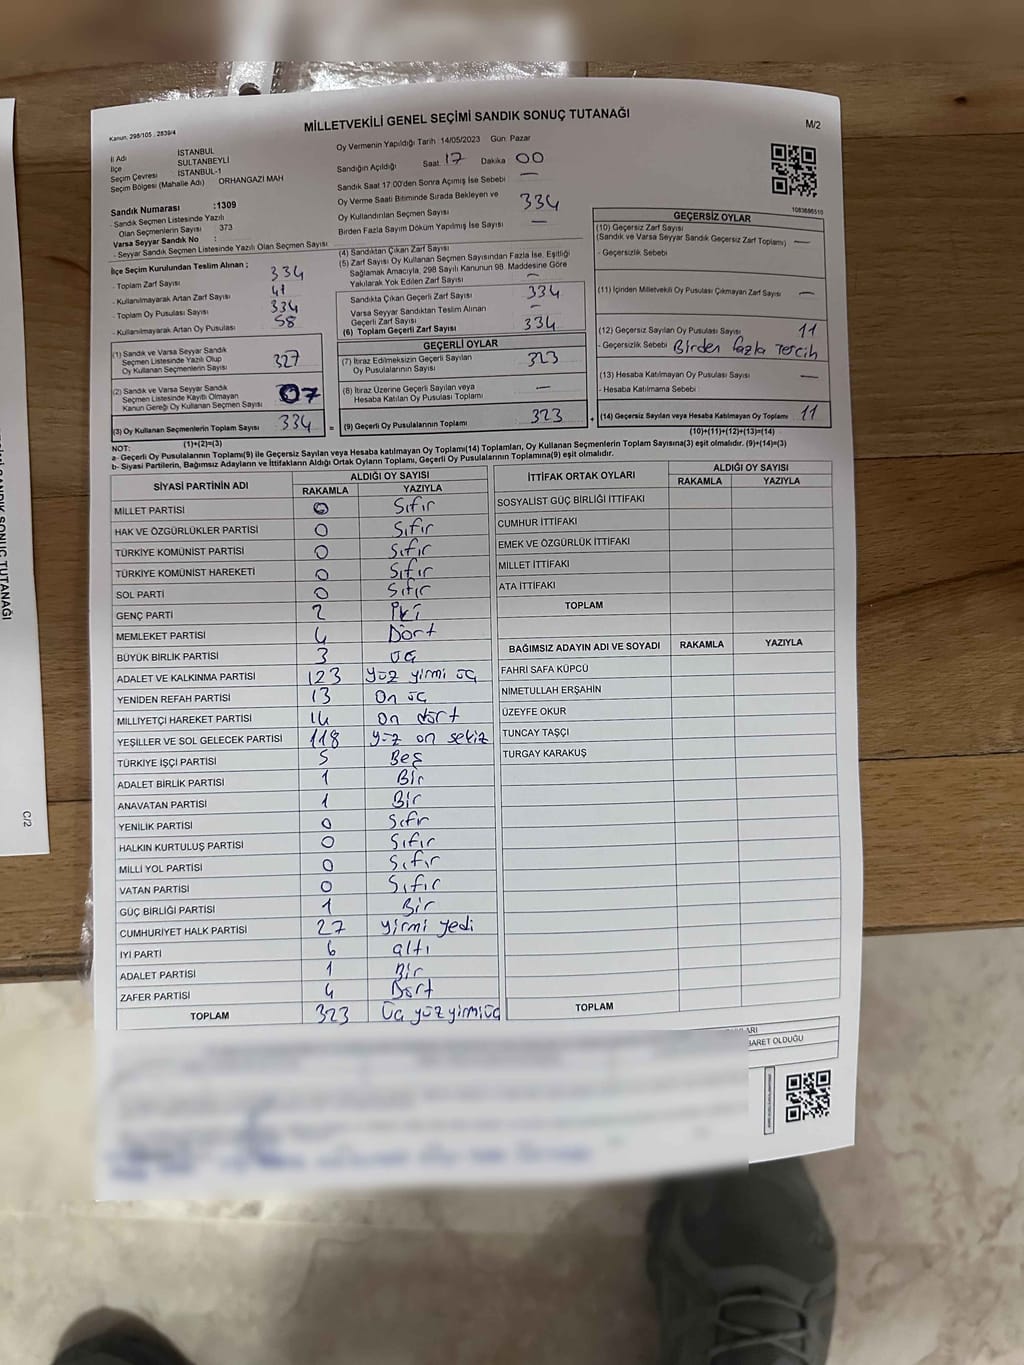 MİLLETVEKİLİ GENEL SEÇİMİ SANDIK SONUÇ TUTANAĞI
M/2
Kanun: 298/105 , 2839/4
İl Adı İSTANBUL
İlçe SULTANBEYLİ
Seçim Çevresi İSTANBUL-1
Seçim Bölgesi (Mahalle Adı) ORHANGAZI MAH
Sandık Numarası :1309
- Sandık Seçmen Listesinde Yazılı
Olan Seçmenlerin Sayısı 373
Varsa Seyyar Sandık No :
- Seyyar Sandık Seçmen Listesinde Yazılı Olan Seçmen Sayısı
İlçe Seçim Kurulundan Teslim Alınan ;
- Toplam Zarf Sayısı 334
- Kullanılmayarak Artan Zarf Sayısı 41
- Toplam Oy Pusulası 334
- Kullanılmayarak Artan Oy Pusulası 58
(1) Sandık ve Varsa Seyyar Sandık
Seçmen Listesinde Yazılı Olup
Oy Kullanan Seçmenlerin Sayısı 327
(2) Sandık ve Varsa Seyyar Sandık
Seçmen Listesinde Kayıtlı Olmayan
Kanun Gereği Oy Kullanan Seçmen Sayısı 07
(3) Oy Kullanan Seçmenlerin Toplam Sayısı 334
(1)+(2)=(3)
Oy Vermenin Yapıldığı Tarih :14/05/2023 Gün: Pazar
Sandığın Açıldığı Saat: 17 Dakika 00
Sandık Saat 17.00'den Sonra Açılmış İse Sebebi —
Oy Verme Saati Bitiminde Sırada Bekleyen ve
Oy Kullandırılan Seçmen Sayısı 334
Birden Fazla Sayım Döküm Yapılmış İse Sayısı —
(4) Sandıktan Çıkan Zarf Sayısı
(5) Zarf Sayısı Oy Kullanan Seçmen Sayısından Fazla İse, Eşitliği
Sağlamak Amacıyla, 298 Sayılı Kanunun 98. Maddesine Göre
Yakılarak Yok Edilen Zarf Sayısı —
Sandıkta Çıkan Geçerli Zarf Sayısı 334
Varsa Seyyar Sandıktan Teslim Alınan
Geçerli Zarf Sayısı —
(6) Toplam Geçerli Zarf Sayısı 334
GEÇERLİ OYLAR
(7) İtiraz Edilmeksizin Geçerli Sayılan
Oy Pusulalarının Sayısı 323
(8) İtiraz Üzerine Geçerli Sayılan veya
Hesaba Katılan Oy Pusulası Toplamı —
= (9) Geçerli Oy Pusulalarının Toplamı 323 +
1083886510
GEÇERSİZ OYLAR
(10) Geçersiz Zarf Sayısı
(Sandık ve Varsa Seyyar Sandık Geçersiz Zarf Toplamı) —
- Geçersizlik Sebebi
(11) İçinden Milletvekili Oy Pusulası Çıkmayan Zarf Sayısı —
(12) Geçersiz Sayılan Oy Pusulası Sayısı 11
- Geçersizlik Sebebi Birden fazla Tercih
(13) Hesaba Katılmayan Oy Pusulası Sayısı —
- Hesaba Katılmama Sebebi
(14) Geçersiz Sayılan veya Hesaba Katılmayan Oy Toplamı 11
(10)+(11)+(12)+(13)=(14)
NOT:
a- Geçerli Oy Pusulalarının Toplamı(9) ile Geçersiz Sayılan veya Hesaba katılmayan Oy Toplamı(14) Toplamları, Oy Kullanan Seçmenlerin Toplam Sayısına(3) eşit olmalıdır. (9)+(14)=(3)
b- Siyasi Partilerin, Bağımsız Adayların ve İttifakların Aldığı Ortak Oyların Toplamı, Geçerli Oy Pusulalarının Toplamına(9) eşit olmalıdır.
SİYASİ PARTİNİN ADI ALDIĞI OY SAYISI
RAKAMLA YAZIYLA
MİLLET PARTİSİ 0 Sıfır
HAK VE ÖZGÜRLÜKLER PARTİSİ 0 Sıfır
TÜRKİYE KOMÜNİST PARTİSİ 0 Sıfır
TÜRKİYE KOMÜNİST HAREKETİ 0 Sıfır
SOL PARTİ 0 Sıfır
GENÇ PARTİ 2 İki
MEMLEKET PARTİSİ 4 Dört
BÜYÜK BİRLİK PARTİSİ 3 üç
ADALET VE KALKINMA PARTİSİ 123 yüz yirmi üç
YENİDEN REFAH PARTİSİ 13 On üç
MİLLİYETÇİ HAREKET PARTİSİ 14 on dört
YEŞİLLER VE SOL GELECEK PARTİSİ 118 yüz on sekiz
TÜRKİYE İŞÇİ PARTİSİ 5 Beş
ADALET BİRLİK PARTİSİ 1 Bir
ANAVATAN PARTİSİ 1 Bir
YENİLİK PARTİSİ 0 Sıfır
HALKIN KURTULUŞ PARTİSİ 0 Sıfır
MİLLİ YOL PARTİSİ 0 Sıfır
VATAN PARTİSİ 0 Sıfır
GÜÇ BİRLİĞİ PARTİSİ 1 Bir
CUMHURİYET HALK PARTİSİ 27 yirmi yedi
İYİ PARTİ 6 altı
ADALET PARTİSİ 1 Bir
ZAFER PARTİSİ 4 Dört
TOPLAM 323 Üç yüz yirmi üç
İTTİFAK ORTAK OYLARI ALDIĞI OY SAYISI
RAKAMLA YAZIYLA
SOSYALİST GÜÇ BİRLİĞİ İTTİFAKI
CUMHUR İTTİFAKI
EMEK VE ÖZGÜRLÜK İTTİFAKI
MİLLET İTTİFAKI
ATA İTTİFAKI
TOPLAM
BAĞIMSIZ ADAYIN ADI VE SOYADI RAKAMLA YAZIYLA
FAHRİ SAFA KÜPCÜ
NİMETULLAH ERŞAHİN
ÜZEYFE OKUR
TUNCAY TAŞÇI
TURGAY KARAKUŞ
TOPLAM
BARET OLDUĞU
SANDIK SONUÇ TUTANAĞI
C/2